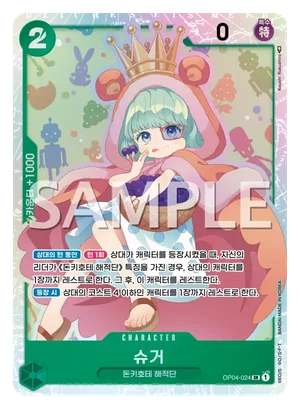 2
0
특수
特
카운터 +1000
SAMPLE
상대의 턴 동안 턴 1회 상대가 캐릭터를 등장시켰을 때, 자신의
리더가 《돈키호테 해적단》 특징을 가진 경우, 상대의 캐릭터를
1장까지 레스트로 한다. 그 후, 이 캐릭터를 레스트한다.
등장 시 상대의 코스트 4 이하인 캐릭터를 1장까지 레스트로 한다.
CHARACTER
슈거
돈키호테 해적단
OP04-024 SR 1